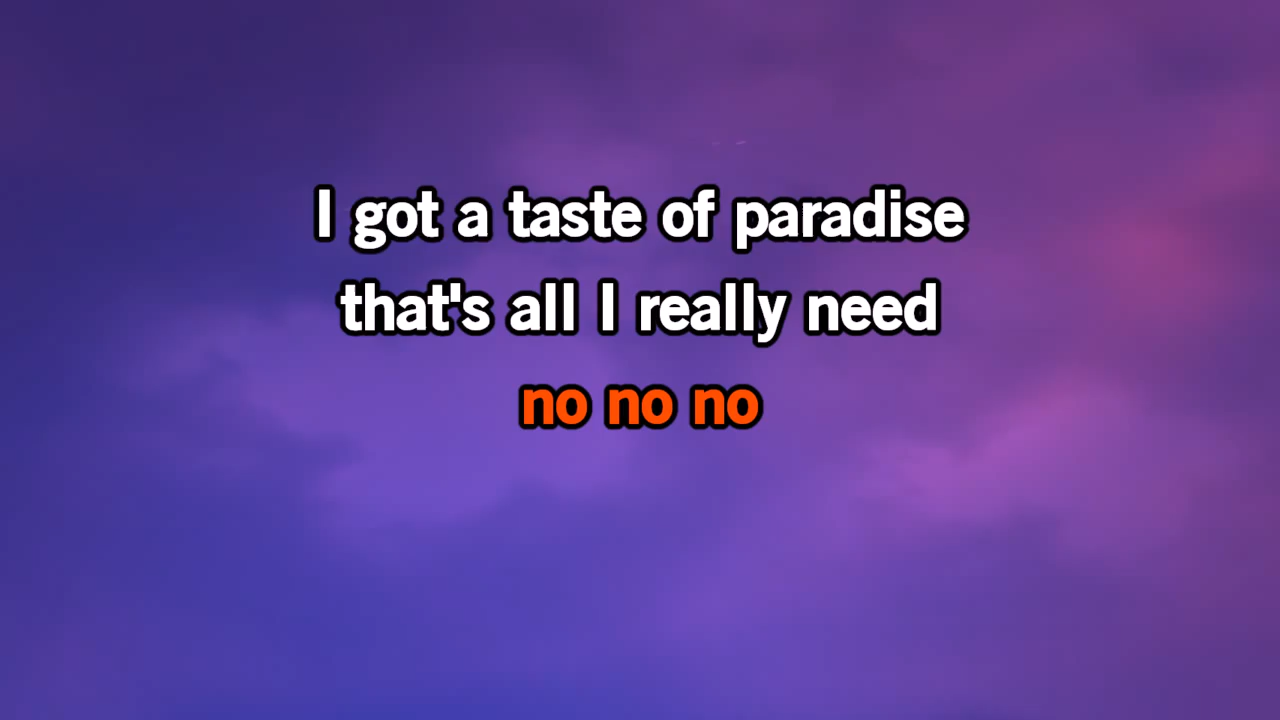 I got a taste of paradise
that's all I really need
no no no